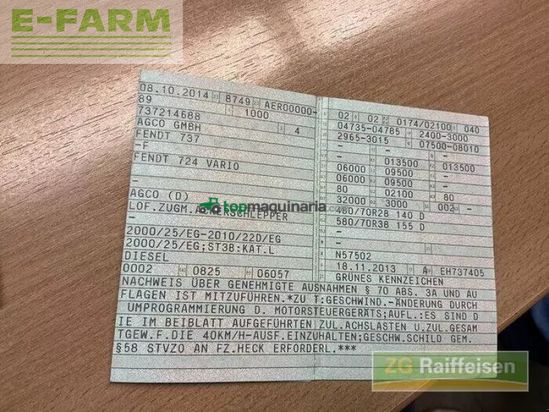 E-FARM
08.10.2014 8749 AER00000-
89 1000
737214688
AGCO GMBH 4
FENDT 737
-F
FENDT 724 VARIO
-
AGCO (D)
LOF.ZUGM.ACKERSCHLEPPER
-
2000/25/EG-2010/22D/EG
2000/25/EG;ST3B:KAT.L
DIESEL
0002 0825 06057
02 02 0174/02100 040
04735-04785 2400-3000
2965-3015 07500-08010
- -
- 013500 - 013500
06000 09500 -
06000 09500 -
80 02100 80
32000 3000 002 -
480/70R28 140 D
580/70R38 155 D
-
-
N57502
18.11.2013 A EH737405
GRÜNES KENNZEICHEN
NACHWEIS ÜBER GENEHMIGTE AUSNAHMEN § 70 ABS. 3A UND AU
FLAGEN IST MITZUFÜHREN.*ZU T:GESCHWIND.-ÄNDERUNG DURCH
UMPROGRAMMIERUNG D. MOTORSTEUERGERÄTS;AUFL.:ES SIND D
IE IM BEIBLATT AUFGEFÜHRTEN ZUL.ACHSLASTEN U.ZUL.GESAM
TGEW.F.DIE 40KM/H-AUSF.EINZUHALTEN;GESCHW.SCHILD GEM.
§58 STVZO AN FZ.HECK ERFORDERL.***
topmaquinaria
ZG Raiffeisen